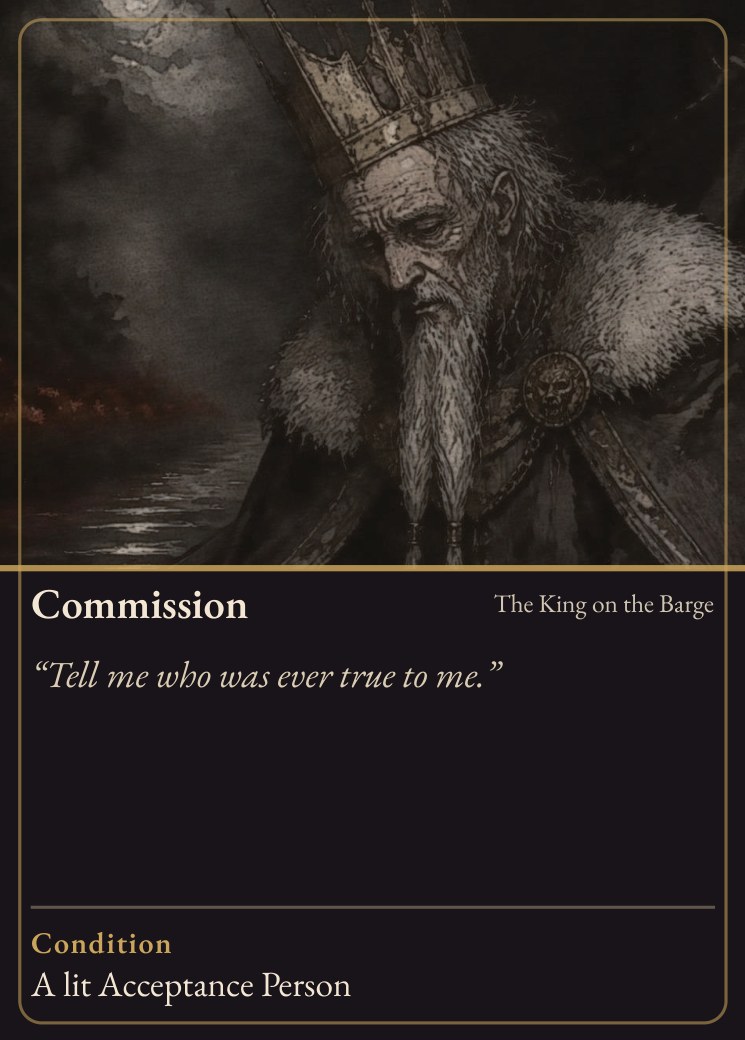 Commission
The King on the Barge
“Tell me who was ever true to me.”
Condition
A lit Acceptance Person